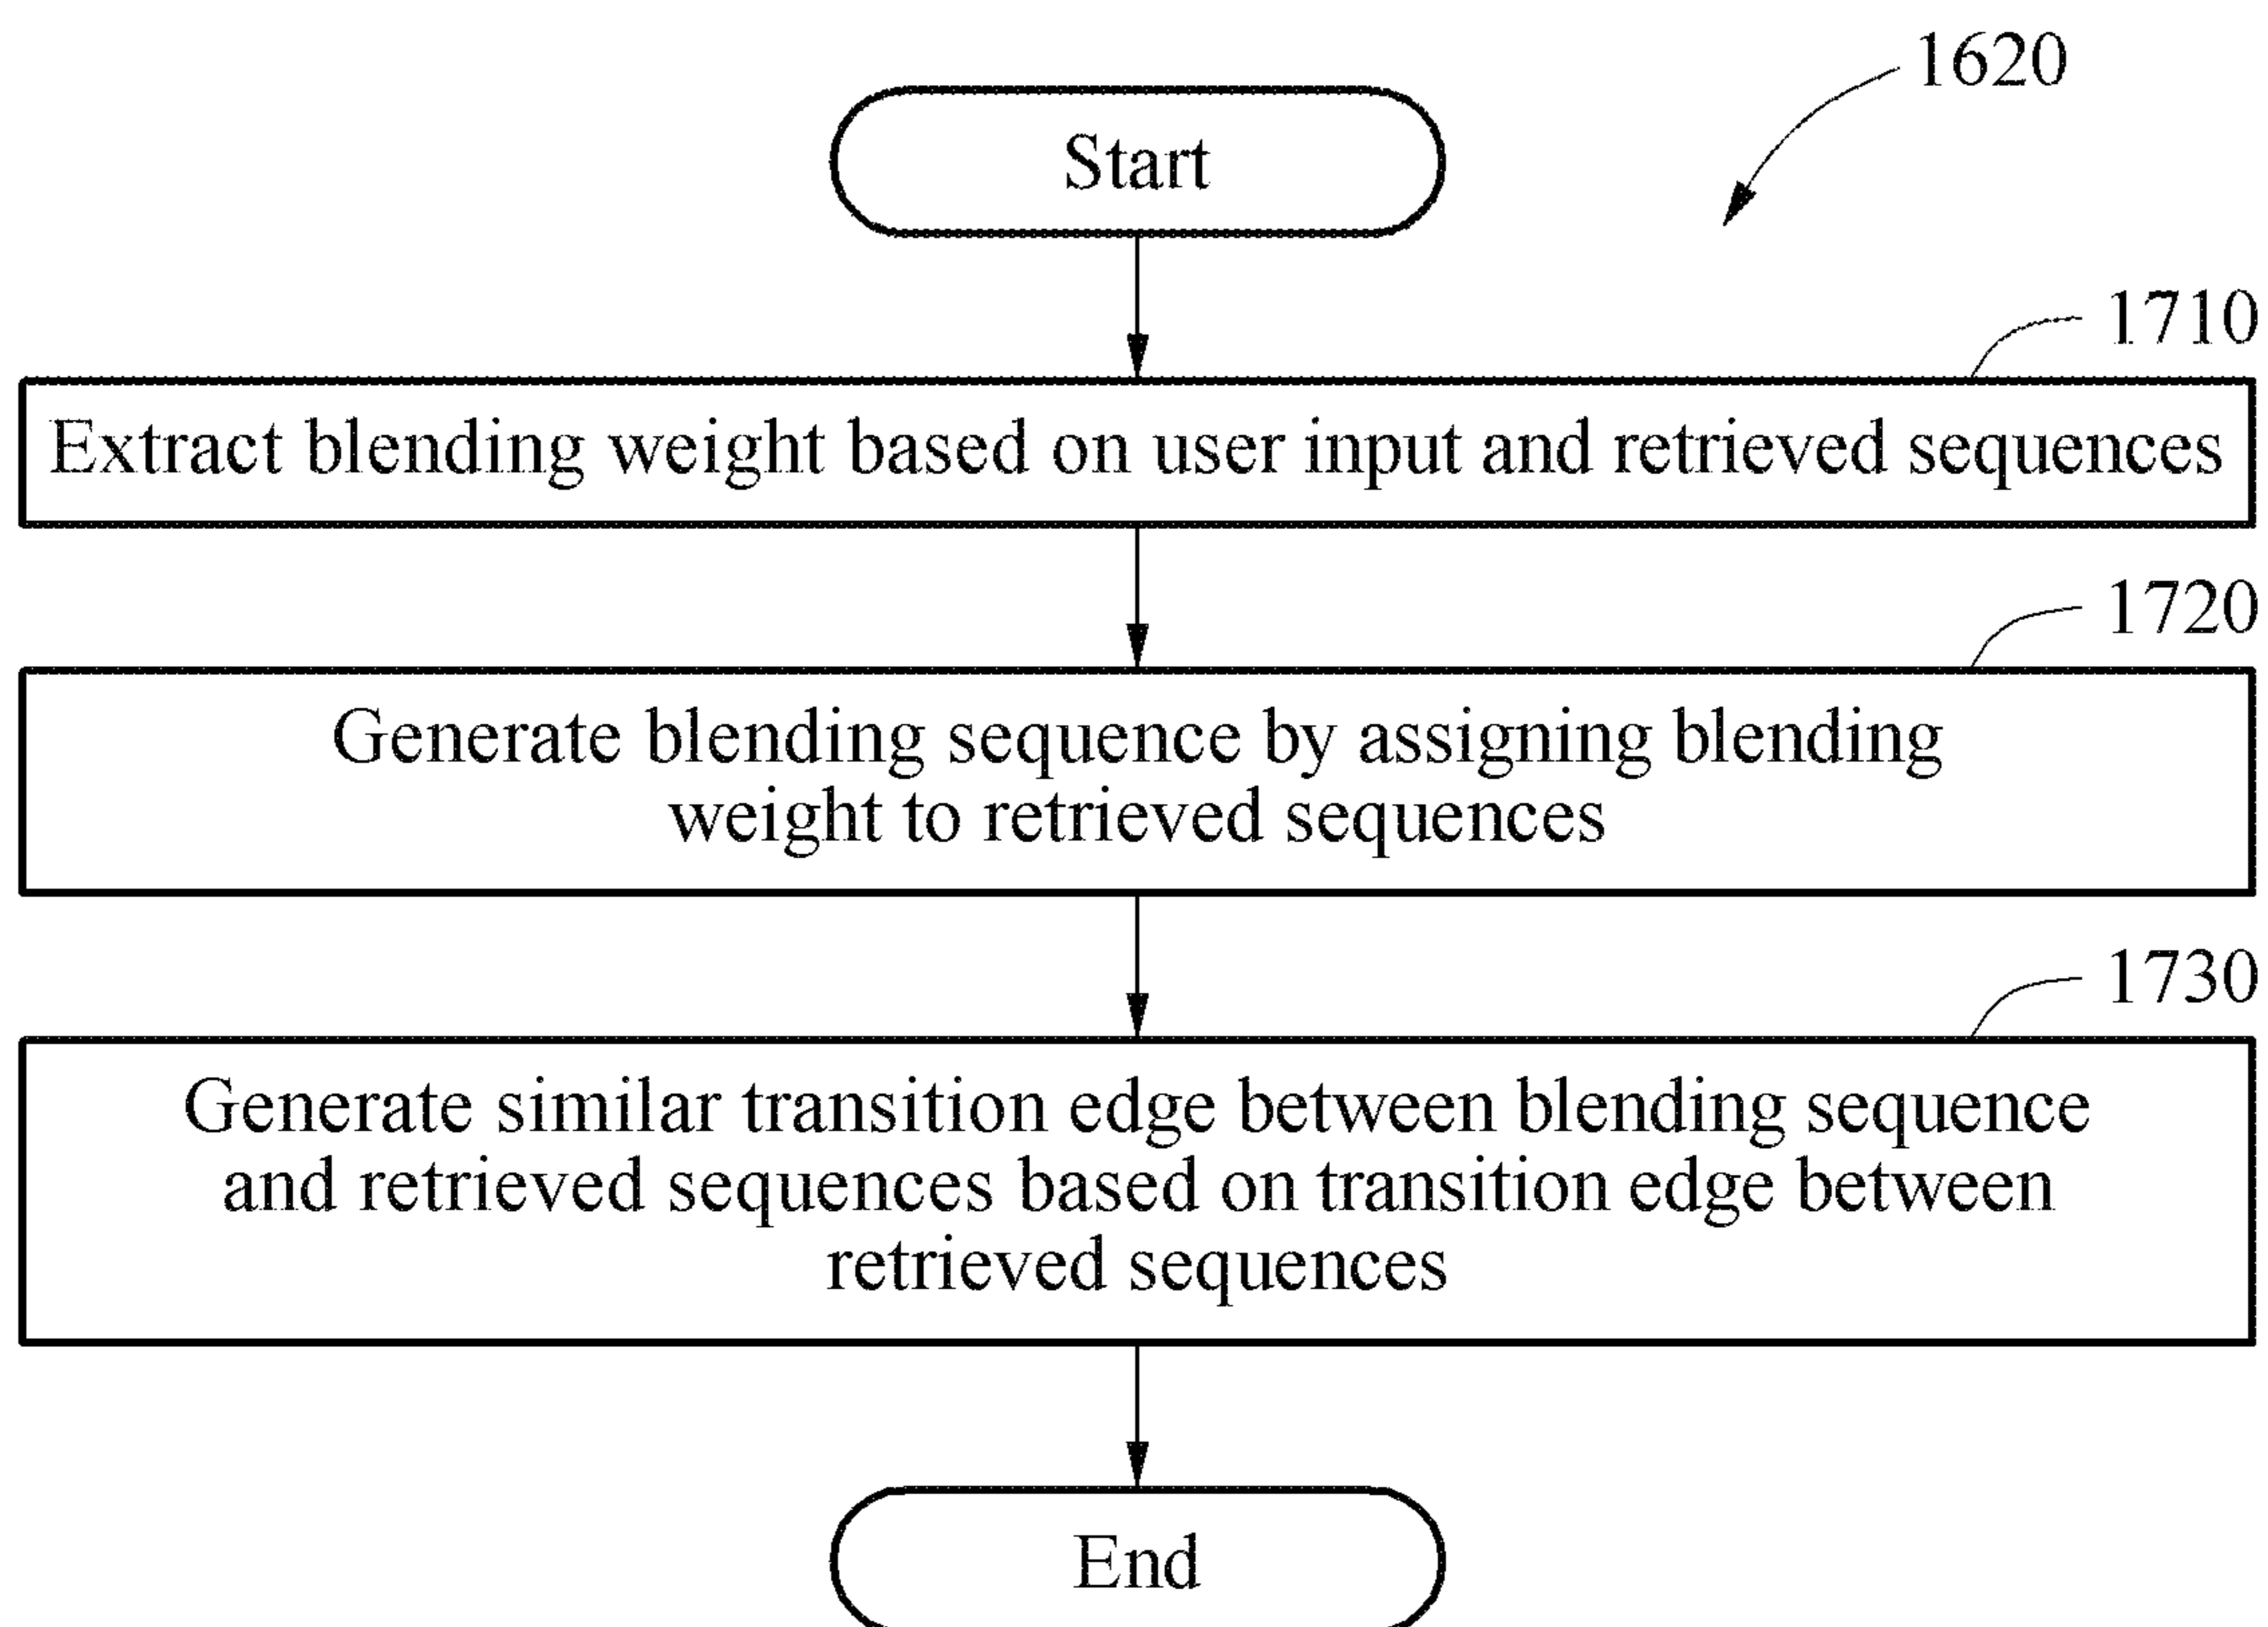 1620
Start
1710
Extract blending weight based on user input and retrieved sequences
1720
Generate blending sequence by assigning blending
weight to retrieved sequences
1730
Generate similar transition edge between blending sequence
and retrieved sequences based on transition edge between
retrieved sequences
End